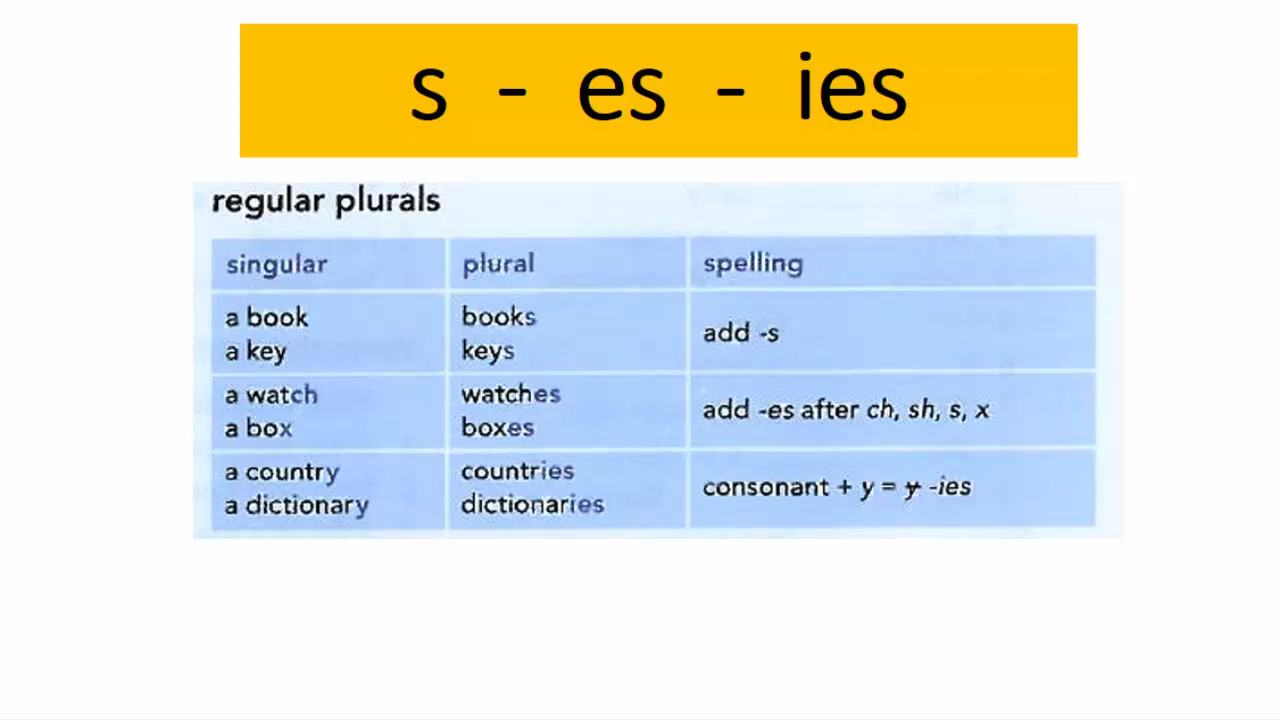 s - es - ies
regular plurals
singular plural spelling
a book books add -s
a key keys
a watch watches add -es after ch, sh, s, x
a box boxes
a country countries consonant + y = y -ies
a dictionary dictionaries